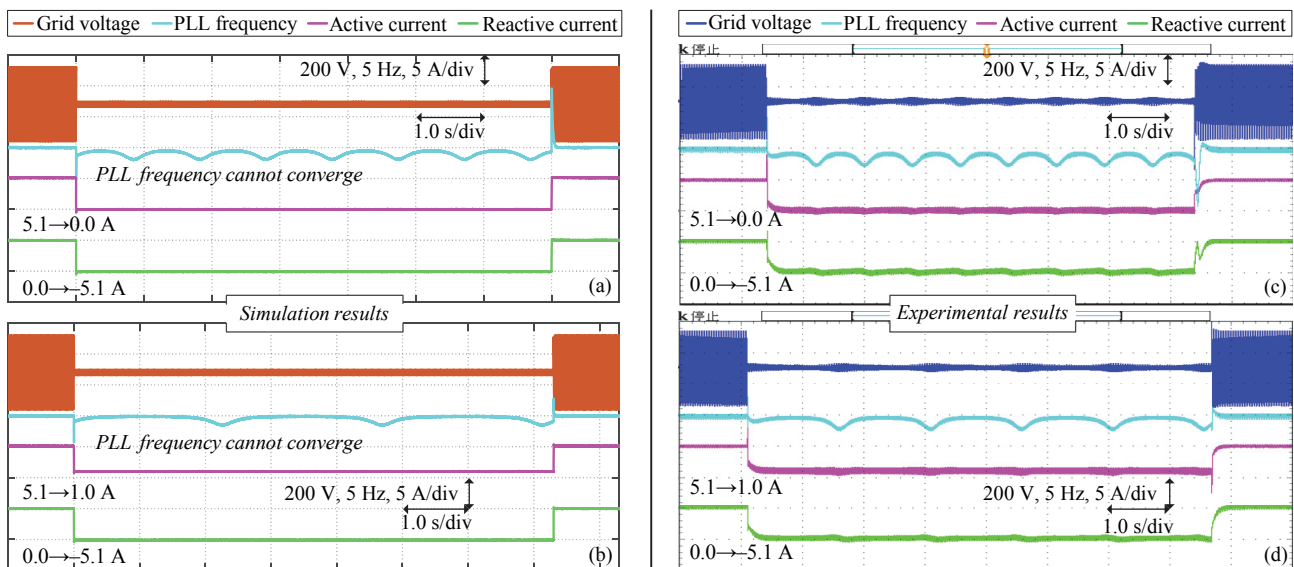 Grid voltage PLL frequency Active current Reactive current
200 V, 5 Hz, 5 A/div
1.0 s/div
PLL frequency cannot converge
5.1→0.0 A
0.0→–5.1 A
(a)
Simulation results
PLL frequency cannot converge
5.1→1.0 A
200 V, 5 Hz, 5 A/div
1.0 s/div
0.0→–5.1 A
(b)
Grid voltage PLL frequency Active current Reactive current
k 停止
200 V, 5 Hz, 5 A/div
1.0 s/div
5.1→0.0 A
0.0→–5.1 A
(c)
Experimental results
k 停止
5.1→1.0 A
200 V, 5 Hz, 5 A/div
1.0 s/div
0.0→–5.1 A
(d)